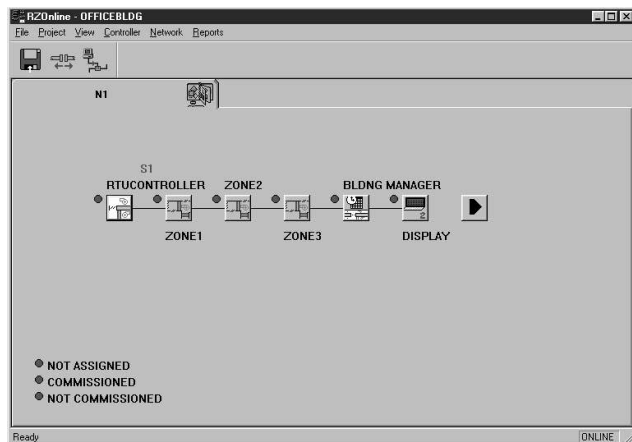 RZOnline - OFFICEBLDG
File Project View Controller Network Reports
N1
S1
RTUCONTROLLER ZONE2 BLDNG MANAGER
2
ZONE1 ZONE3 DISPLAY
NOT ASSIGNED
COMMISSIONED
NOT COMMISSIONED
Ready ONLINE